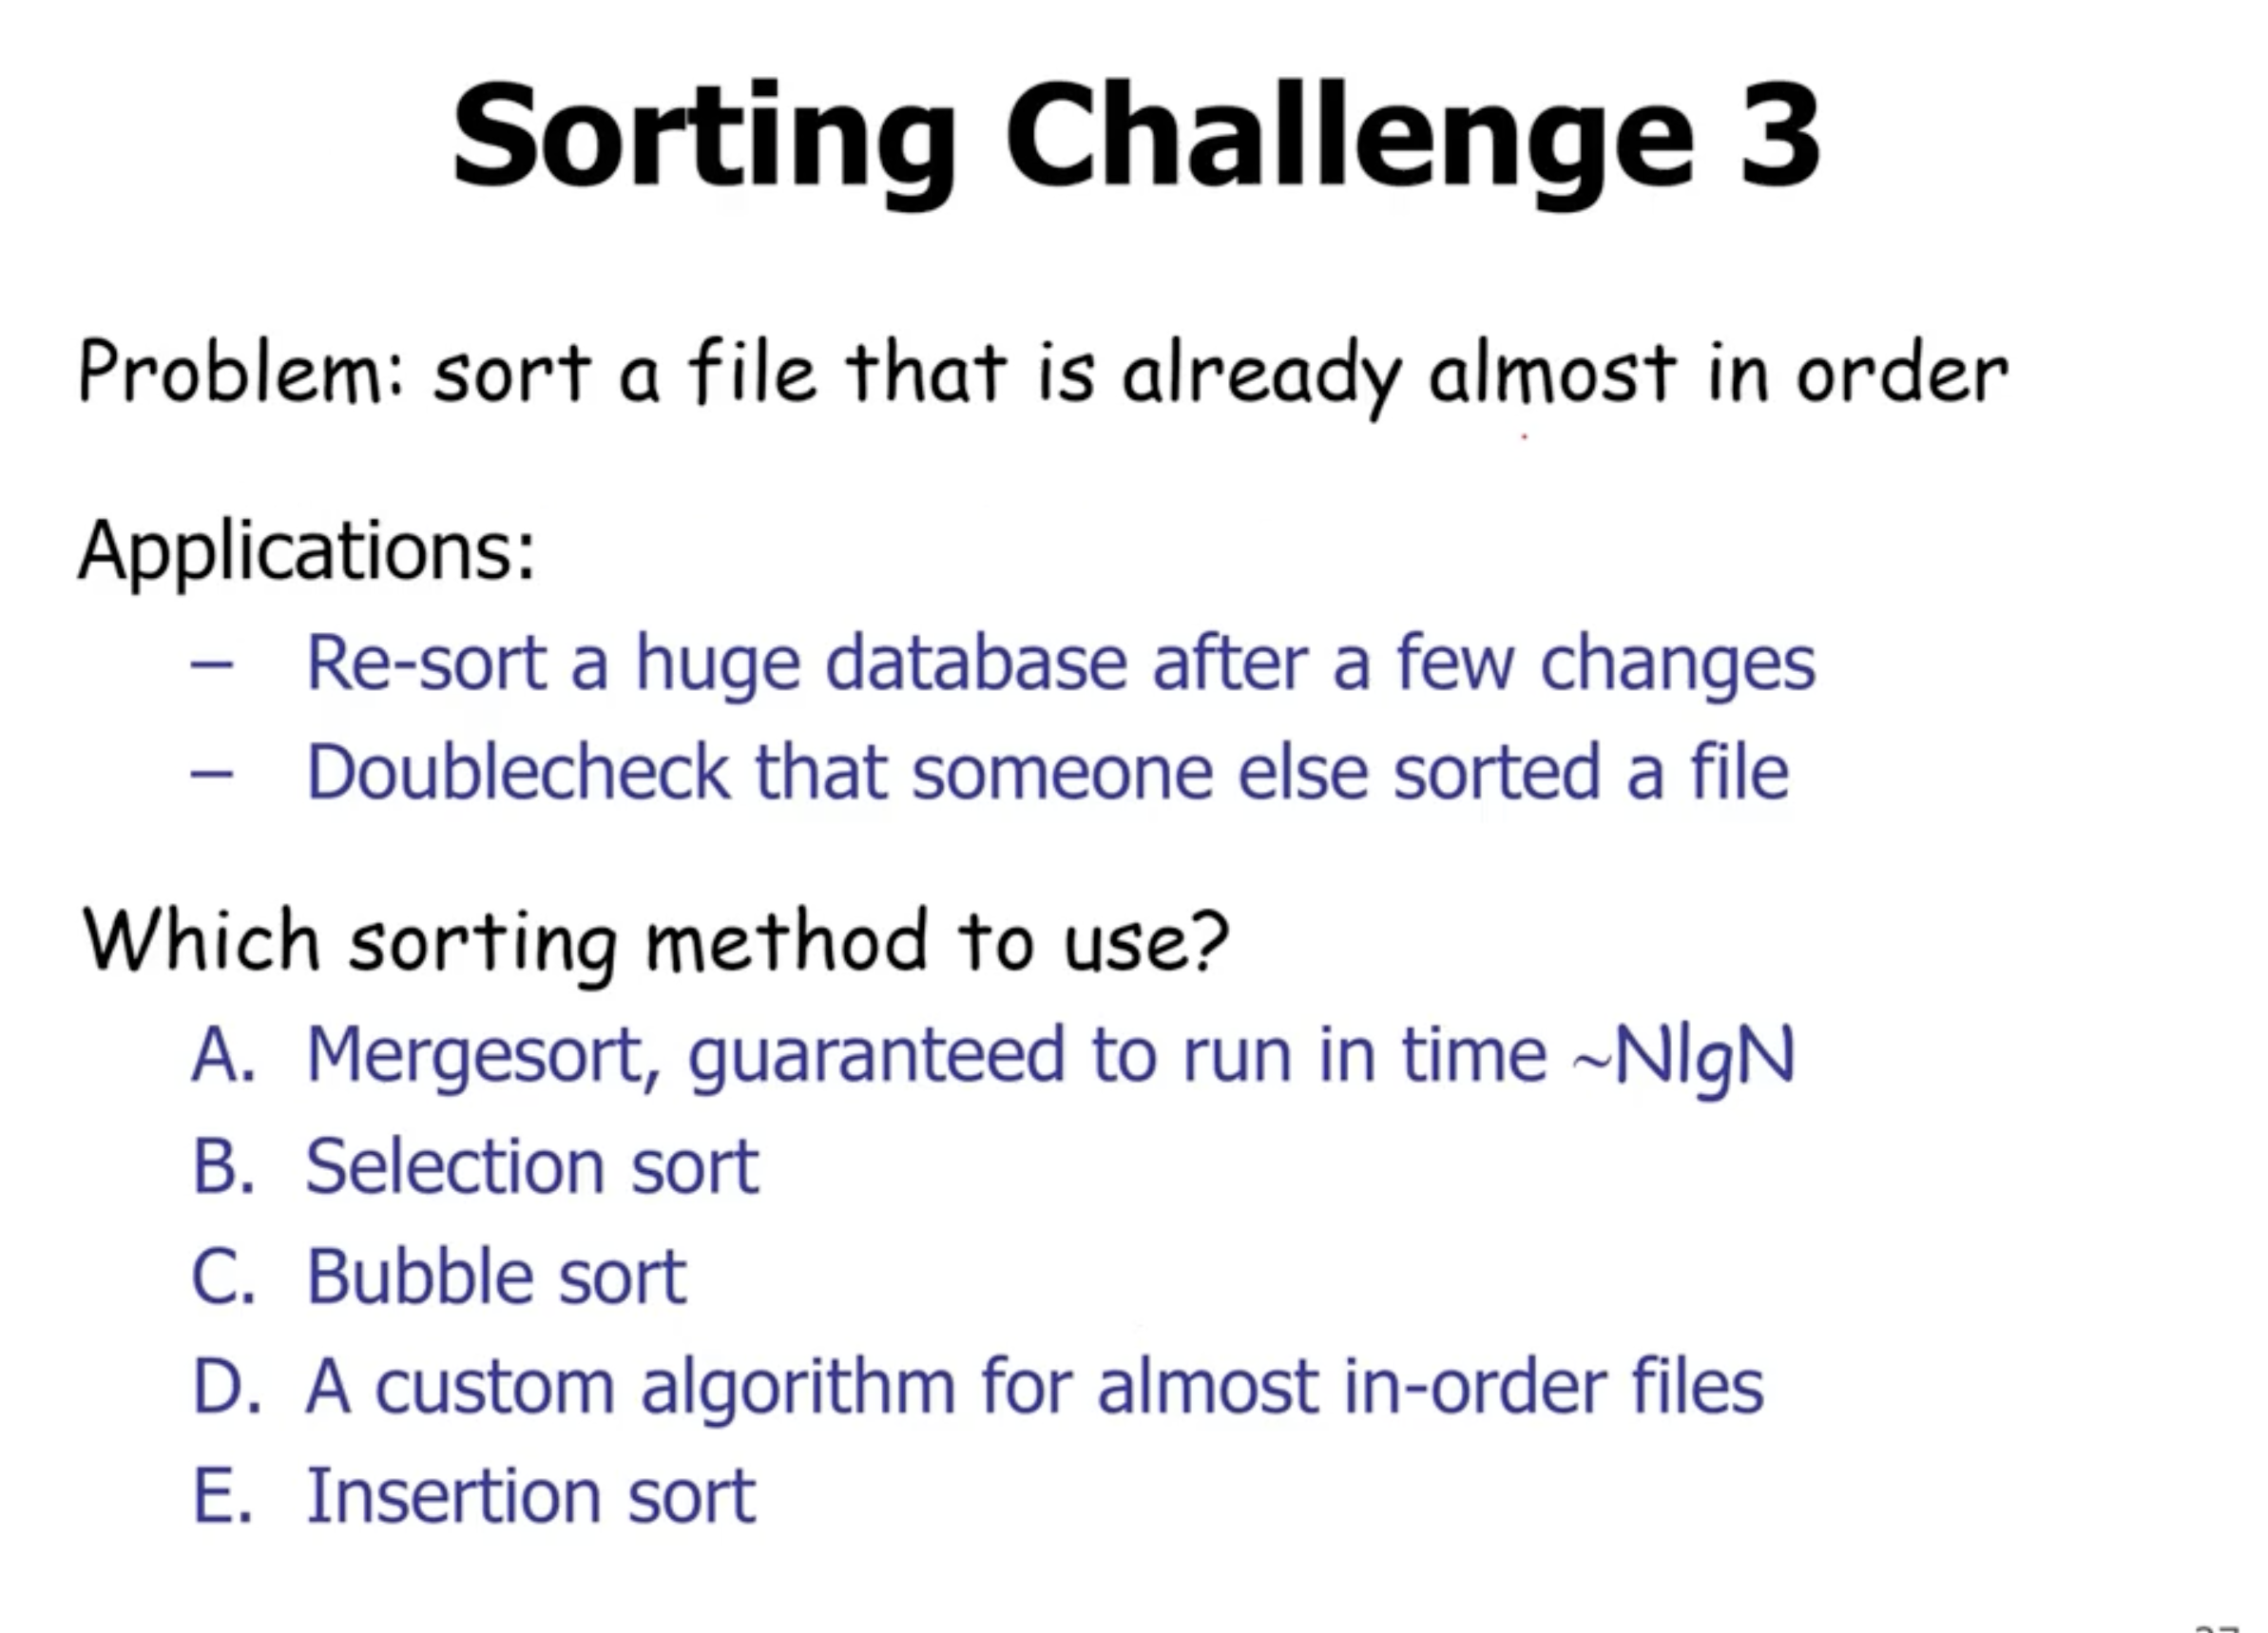 Sorting Challenge 3
Problem: sort a file that is already almost in order
Applications:
– Re-sort a huge database after a few changes
– Doublecheck that someone else sorted a file
Which sorting method to use?
A. Mergesort, guaranteed to run in time ~NlgN
B. Selection sort
C. Bubble sort
D. A custom algorithm for almost in-order files
E. Insertion sort